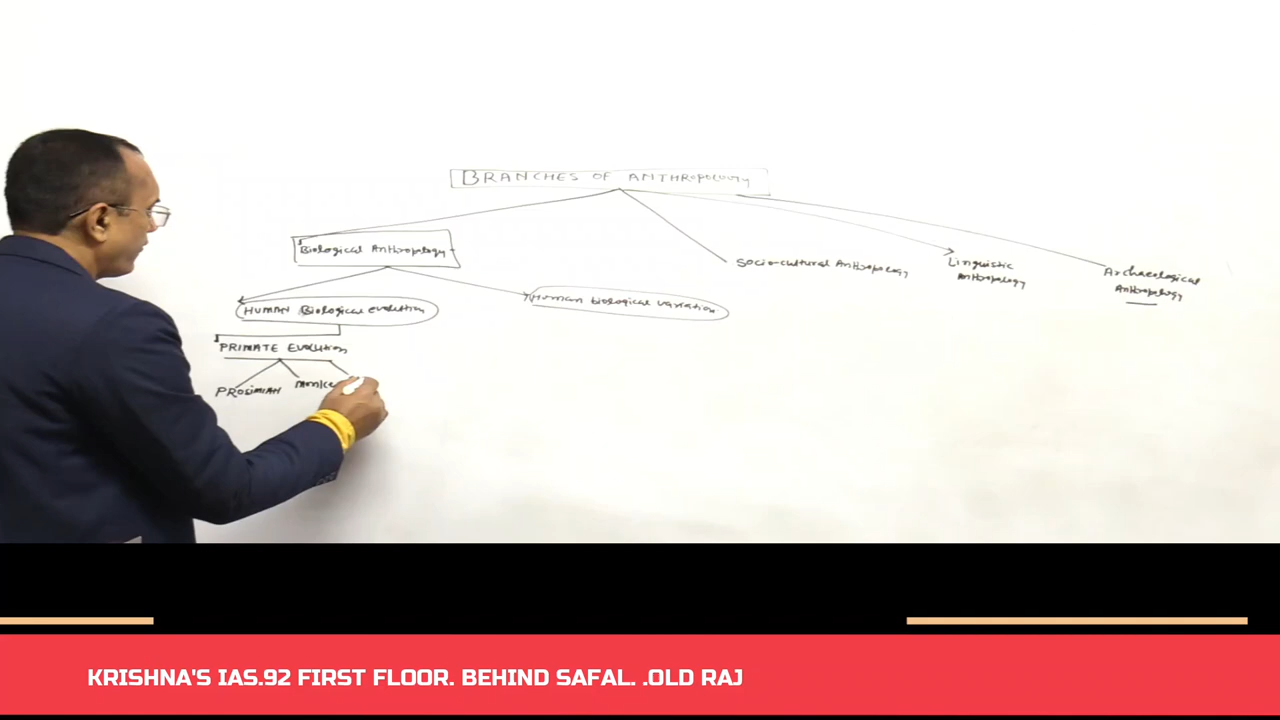 BRANCHES OF ANTHROPOLOGY
Biological Anthropology
Socio-cultural Anthropology
Linguistic
Anthropology
Archaeological
Anthropology
HUMAN Biological evolution
Human biological variation
PRIMATE Evolution
PROSIMIAN
KRISHNA'S IAS.92 FIRST FLOOR. BEHIND SAFAL. .OLD RAJ